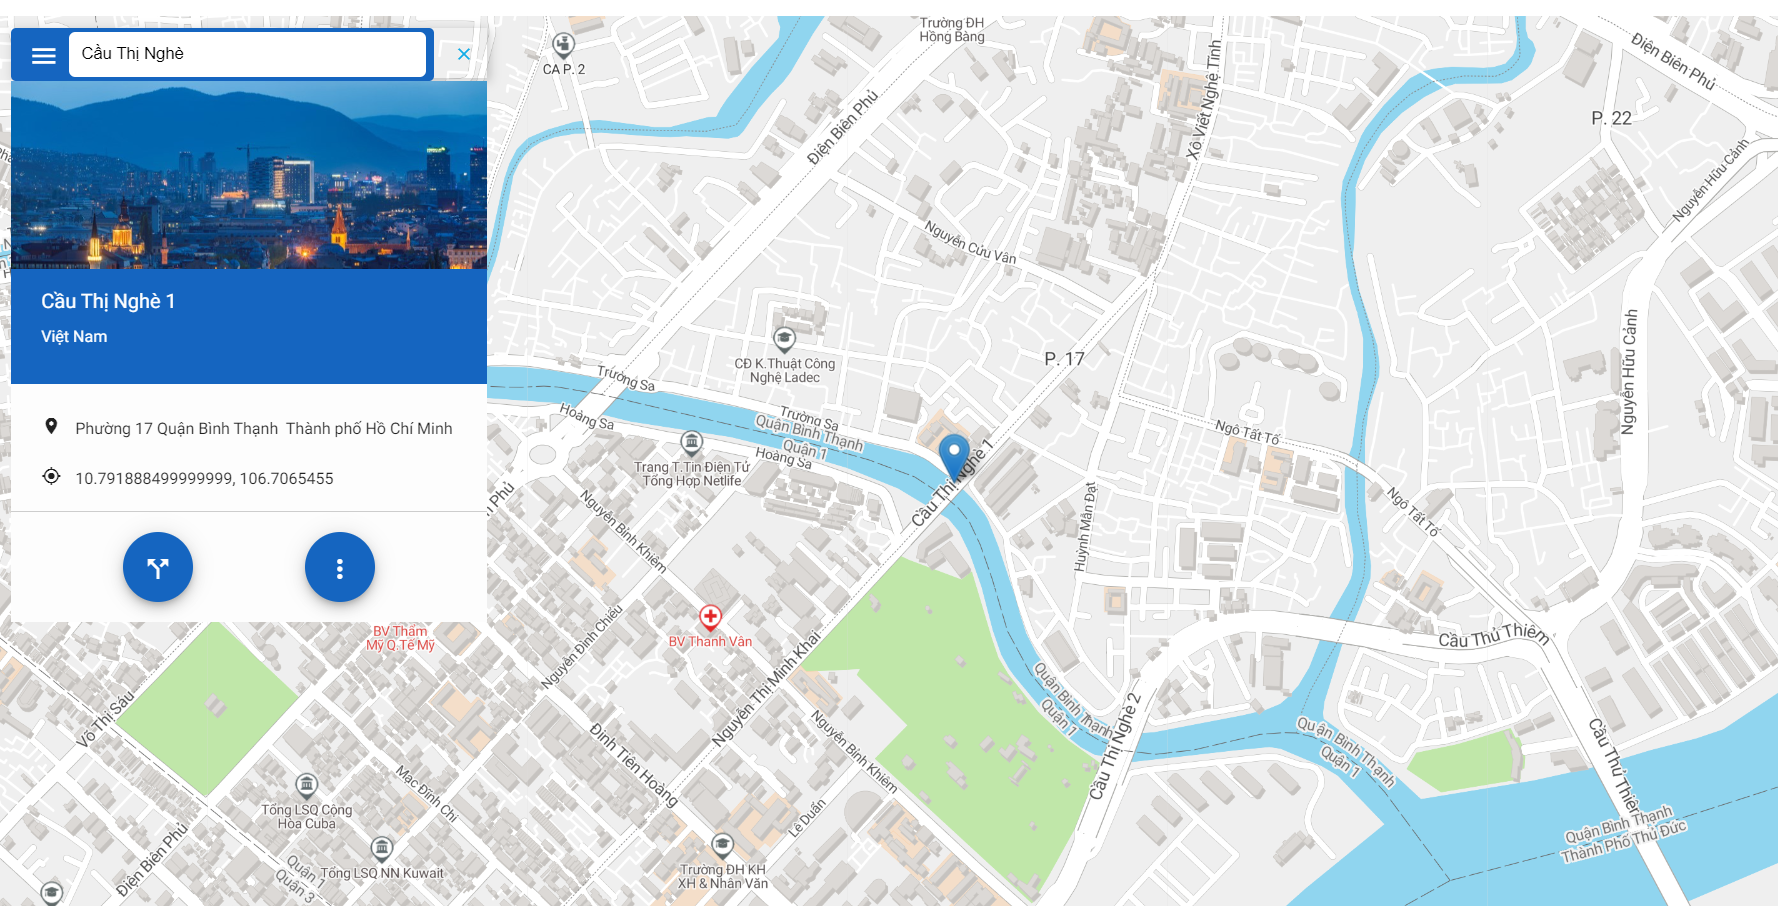 Cầu Thị Nghè
Cầu Thị Nghè 1
Việt Nam
Phường 17 Quận Bình Thạnh  Thành phố Hồ Chí Minh
10.791888499999999, 106.7065455
Trường ĐH
Hồng Bàng
CA P. 2
Điện Biên Phủ
Xô Viết Nghệ Tĩnh
Điện Biên Phủ
P. 22
Nguyễn Hữu Cảnh
Nguyễn Cửu Vân
Nguyễn Hữu Cảnh
CĐ K.Thuật Công
Nghệ Ladec
P. 17
Trường Sa
Hoàng Sa
Trường Sa
Quận Bình Thạnh
Quận 1
Hoàng Sa
Trang T.Tin Điện Tử
Tổng Hợp Netlife
Cầu Thị Nghè 1
Ngô Tất Tố
Ngô Tất Tố
Huỳnh Mẫn Đạt
Phủ
Nguyễn Bỉnh Khiêm
BV Thẩm
Mỹ Q.Tế Mỹ
BV Thanh Vân
Nguyễn Đình Chiểu
Nguyễn Thị Minh Khai
Cầu Thủ Thiêm
Quận Bình Thạnh
Quận 1
Cầu Thị Nghè 2
Võ Thị Sáu
Đinh Tiên Hoàng
Nguyễn Bỉnh Khiêm
Quận Bình Thạnh
Quận 1
Cầu Thủ Thiêm
Mạc Đĩnh Chi
Tổng LSQ Cộng
Hòa Cuba
Lê Duẩn
Quận Bình Thạnh
Thành Phố Thủ Đức
Điện Biên Phủ
Quận 1
Quận 3
Tổng LSQ NN Kuwait
Trường ĐH KH
XH & Nhân Văn